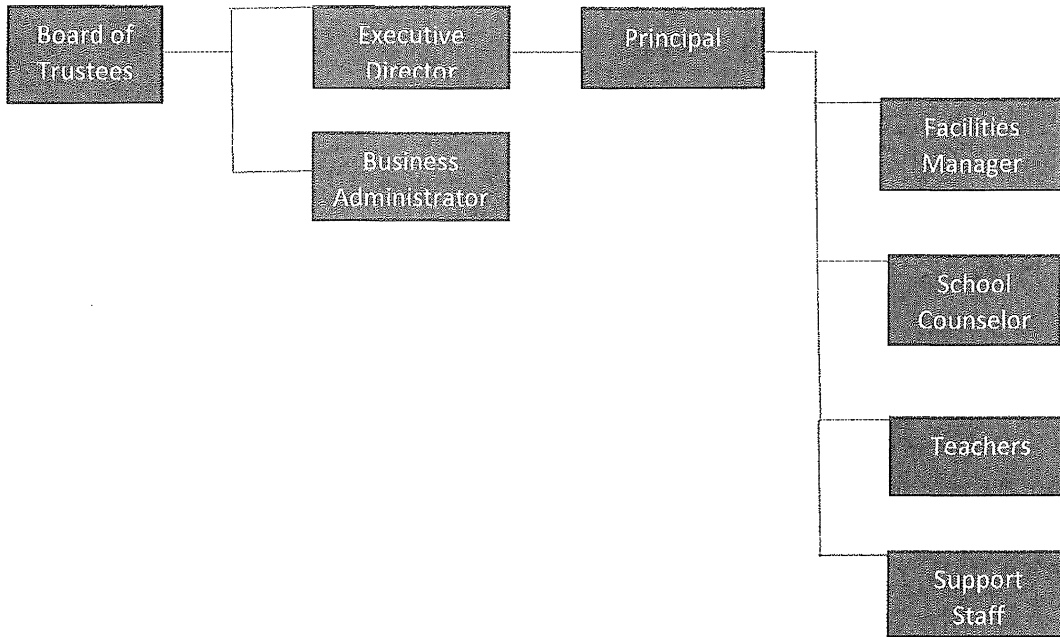 Board of
Trustees
Executive
Director
Principal
Business
Administrator
Facilities
Manager
School
Counselor
Teachers
Support
Staff